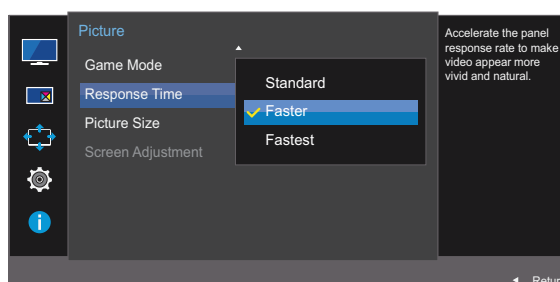 Picture
Game Mode
Response Time
Picture Size
Screen Adjustment
Standard
Faster
Fastest
Accelerate the panel
response rate to make
video appear more
vivid and natural.
Retur